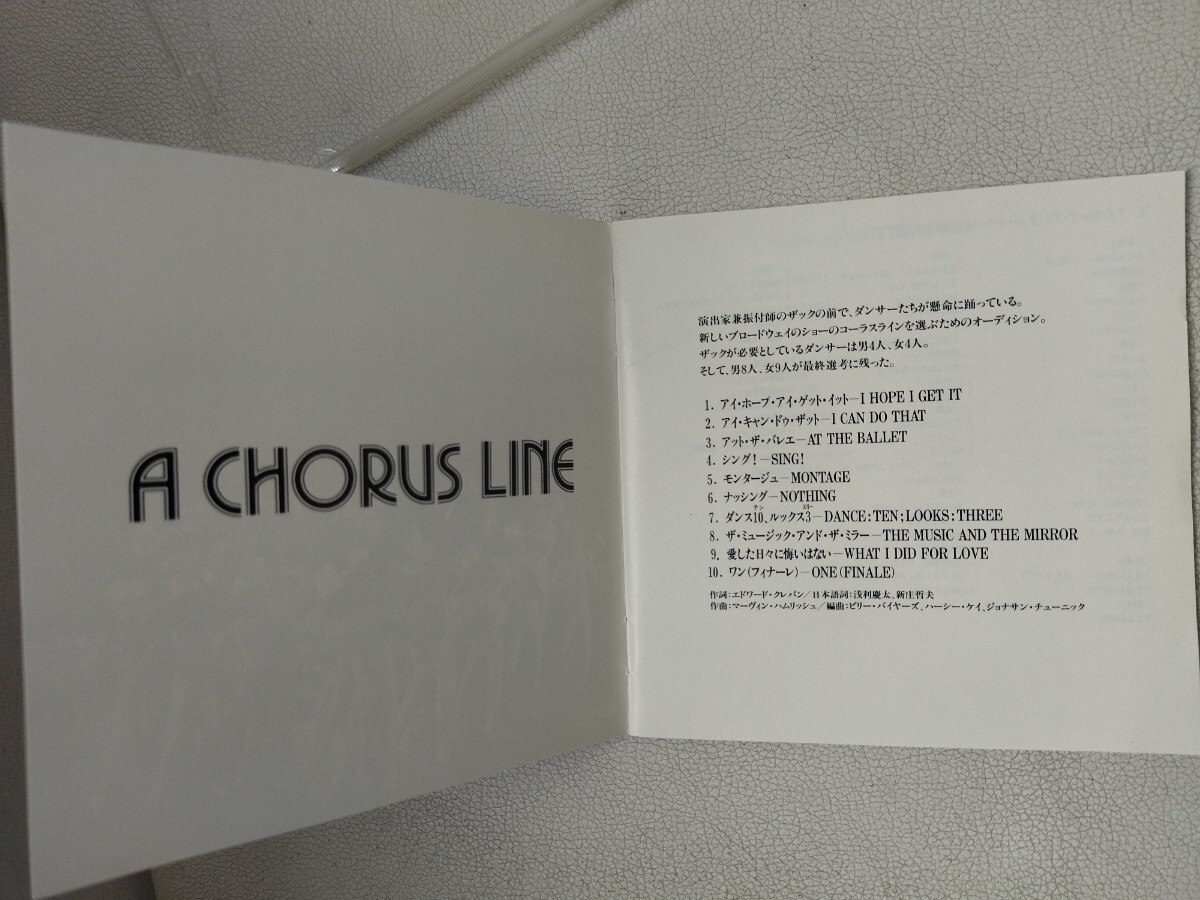 A CHORUS LINE
演出家兼振付師のザックの前で、ダンサーたちが懸命に踊っている。
新しいブロードウェイのショーのコーラスラインを選ぶためのオーディション。
ザックが必要としているダンサーは男4人、女4人。
そして、男8人、女9人が最終選考に残った。
1. アイ・ホープ・アイ・ゲット・イット—I HOPE I GET IT
2. アイ・キャン・ドゥ・ザット—I CAN DO THAT
3. アット・ザ・バレエ—AT THE BALLET
4. シング!—SING!
5. モンタージュ—MONTAGE
6. ナッシング—NOTHING
テン スリー
7. ダンス10、ルックス3—DANCE:TEN;LOOKS:THREE
8. ザ・ミュージック・アンド・ザ・ミラー—THE MUSIC AND THE MIRROR
9. 愛した日々に悔いはない—WHAT I DID FOR LOVE
10. ワン(フィナーレ)—ONE(FINALE)
作詞:エドワード・クレバン/日本語詞:浅利慶太、新庄哲夫
作曲:マーヴィン・ハムリッシュ/編曲:ビリー・バイヤーズ、ハーシー・ケイ、ジョナサン・チューニック